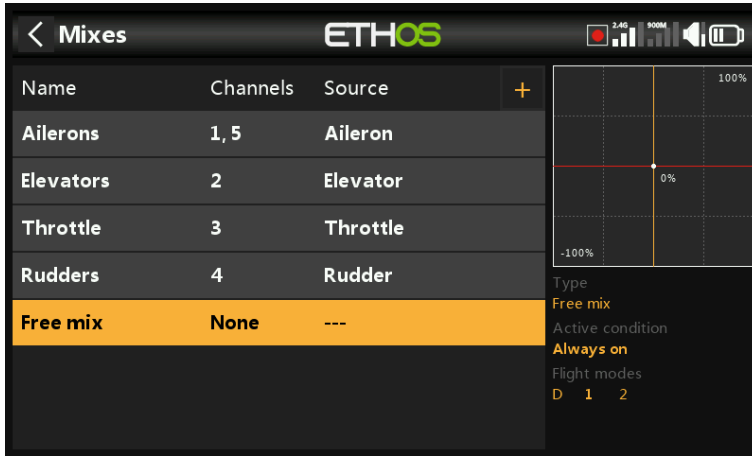 Mixes
ETHOS
2.4G
900M
Name Channels Source +
Ailerons 1, 5 Aileron
Elevators 2 Elevator
Throttle 3 Throttle
Rudders 4 Rudder
Free mix None ---
100%
0%
-100%
Type
Free mix
Active condition
Always on
Flight modes
D 1 2